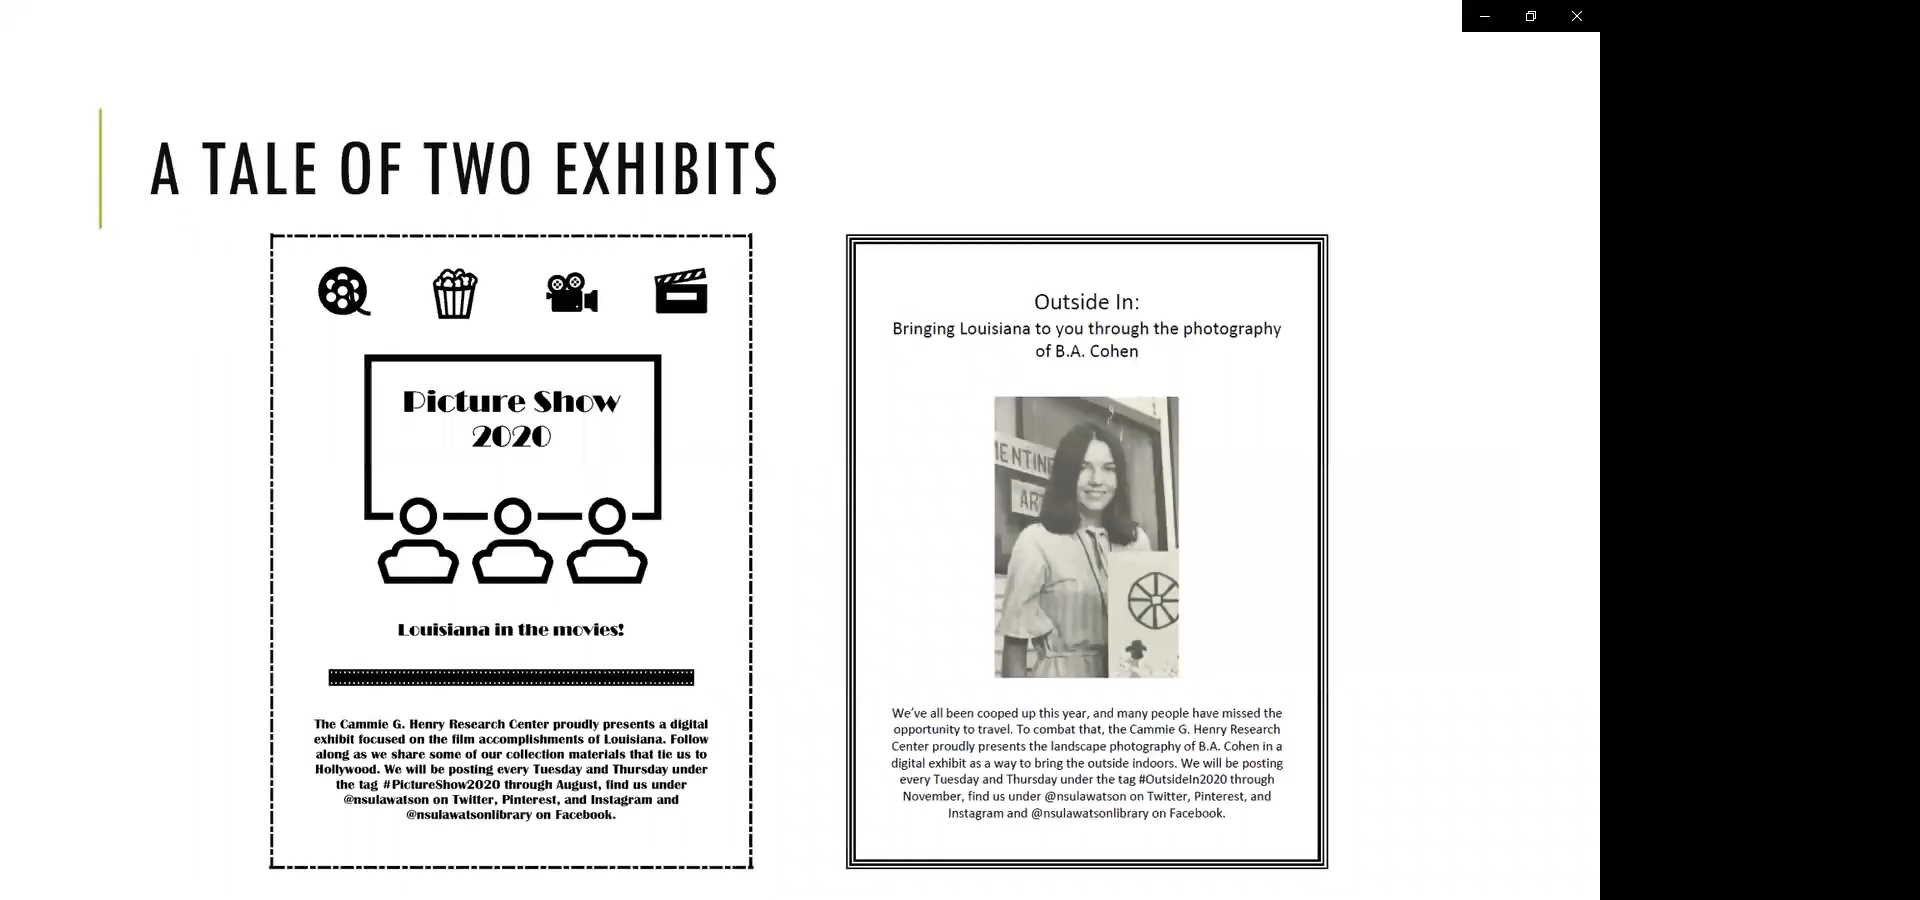 A TALE OF TWO EXHIBITS
Picture Show
2020
Louisiana in the movies!
The Cammie G. Henry Research Center proudly presents a digital
exhibit focused on the film accomplishments of Louisiana. Follow
along as we share some of our collection materials that tie us to
Hollywood. We will be posting every Tuesday and Thursday under
the tag #PictureShow2020 through August, find us under
@nsulawatson on Twitter, Pinterest, and Instagram and
@nsulawatsonlibrary on Facebook.
Outside In:
Bringing Louisiana to you through the photography
of B.A. Cohen
MENTINE
AR
We've all been cooped up this year, and many people have missed the
opportunity to travel. To combat that, the Cammie G. Henry Research
Center proudly presents the landscape photography of B.A. Cohen in a
digital exhibit as a way to bring the outside indoors. We will be posting
every Tuesday and Thursday under the tag #OutsideIn2020 through
November, find us under @nsulawatson on Twitter, Pinterest, and
Instagram and @nsulawatsonlibrary on Facebook.